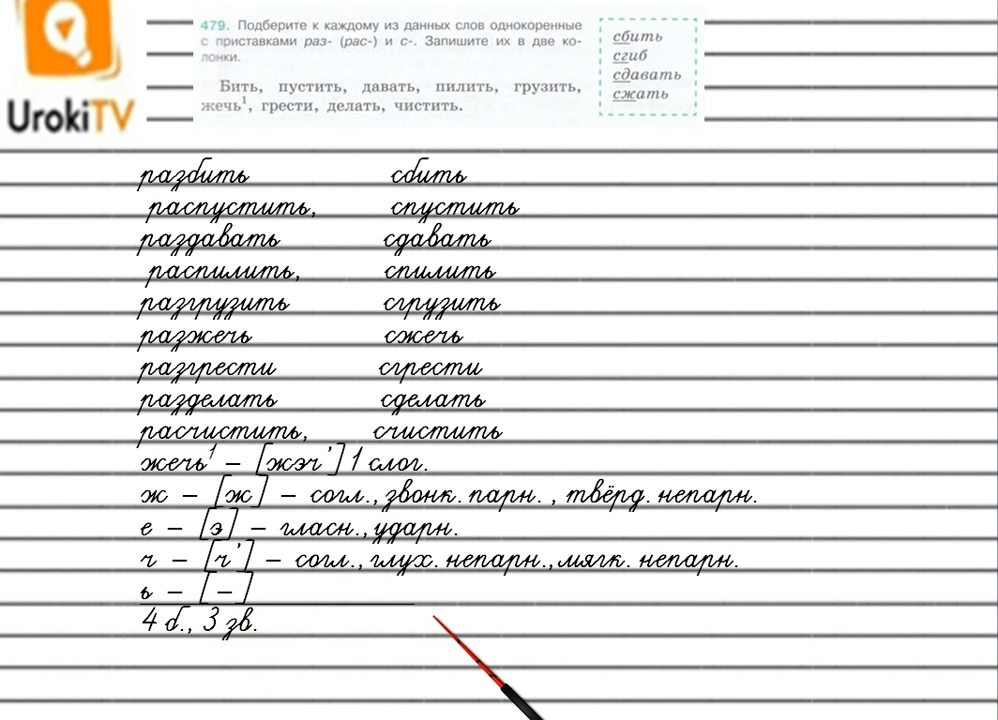 479. Подберите к каждому из данных слов однокоренные
с приставками раз- (рас-) и с-. Запишите их в две ко-
лонки.
Бить, пустить, давать, пилить, грузить,
жечь¹, грести, делать, чистить.
сбить
сгиб
сдавать
сжать
UrokiTV
разбить сбить
распустить, спустить
раздавать сдавать
распилить, спилить
разгрузить сгрузить
разжечь сжечь
разгрести сгрести
разделать сделать
расчистить, счистить
жечь¹ – [жэч’] 1 слог.
ж – [ж] – согл., звонк. парн. , твёрд. непарн.
е – [э] – гласн., ударн.
ч – [ч’] – согл., глух. непарн., мягк. непарн.
ь – [–]
4 б., 3 зв.